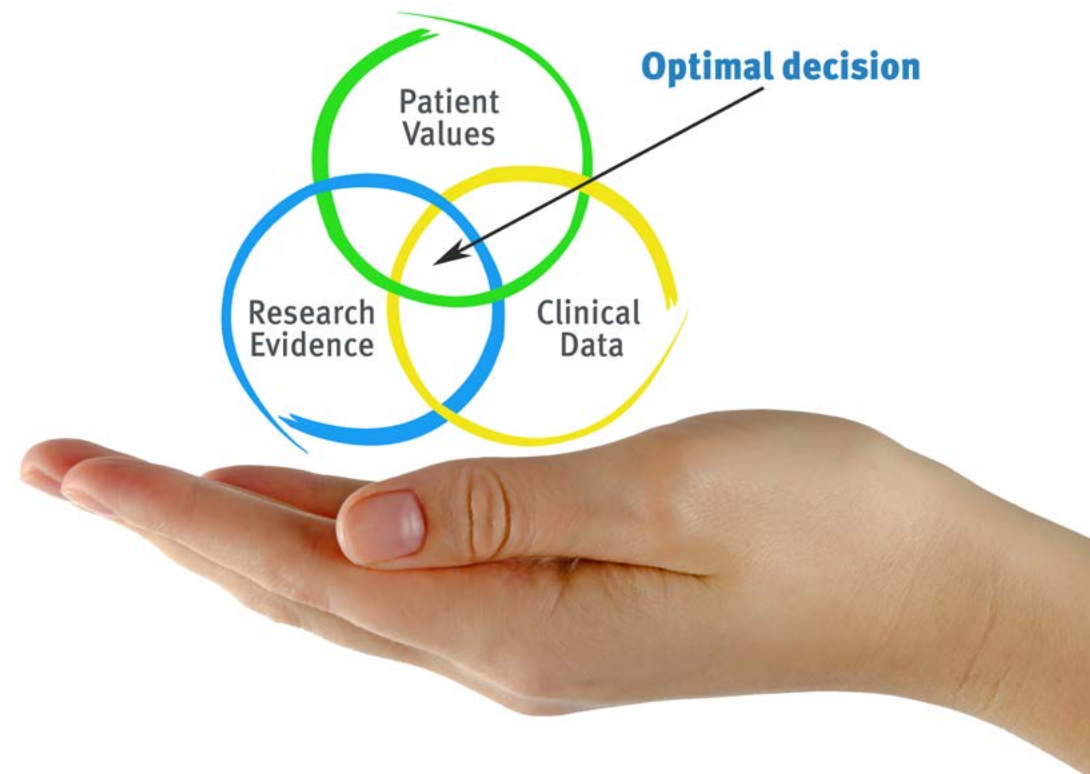 Optimal decision
Patient
Values
Research
Evidence
Clinical
Data